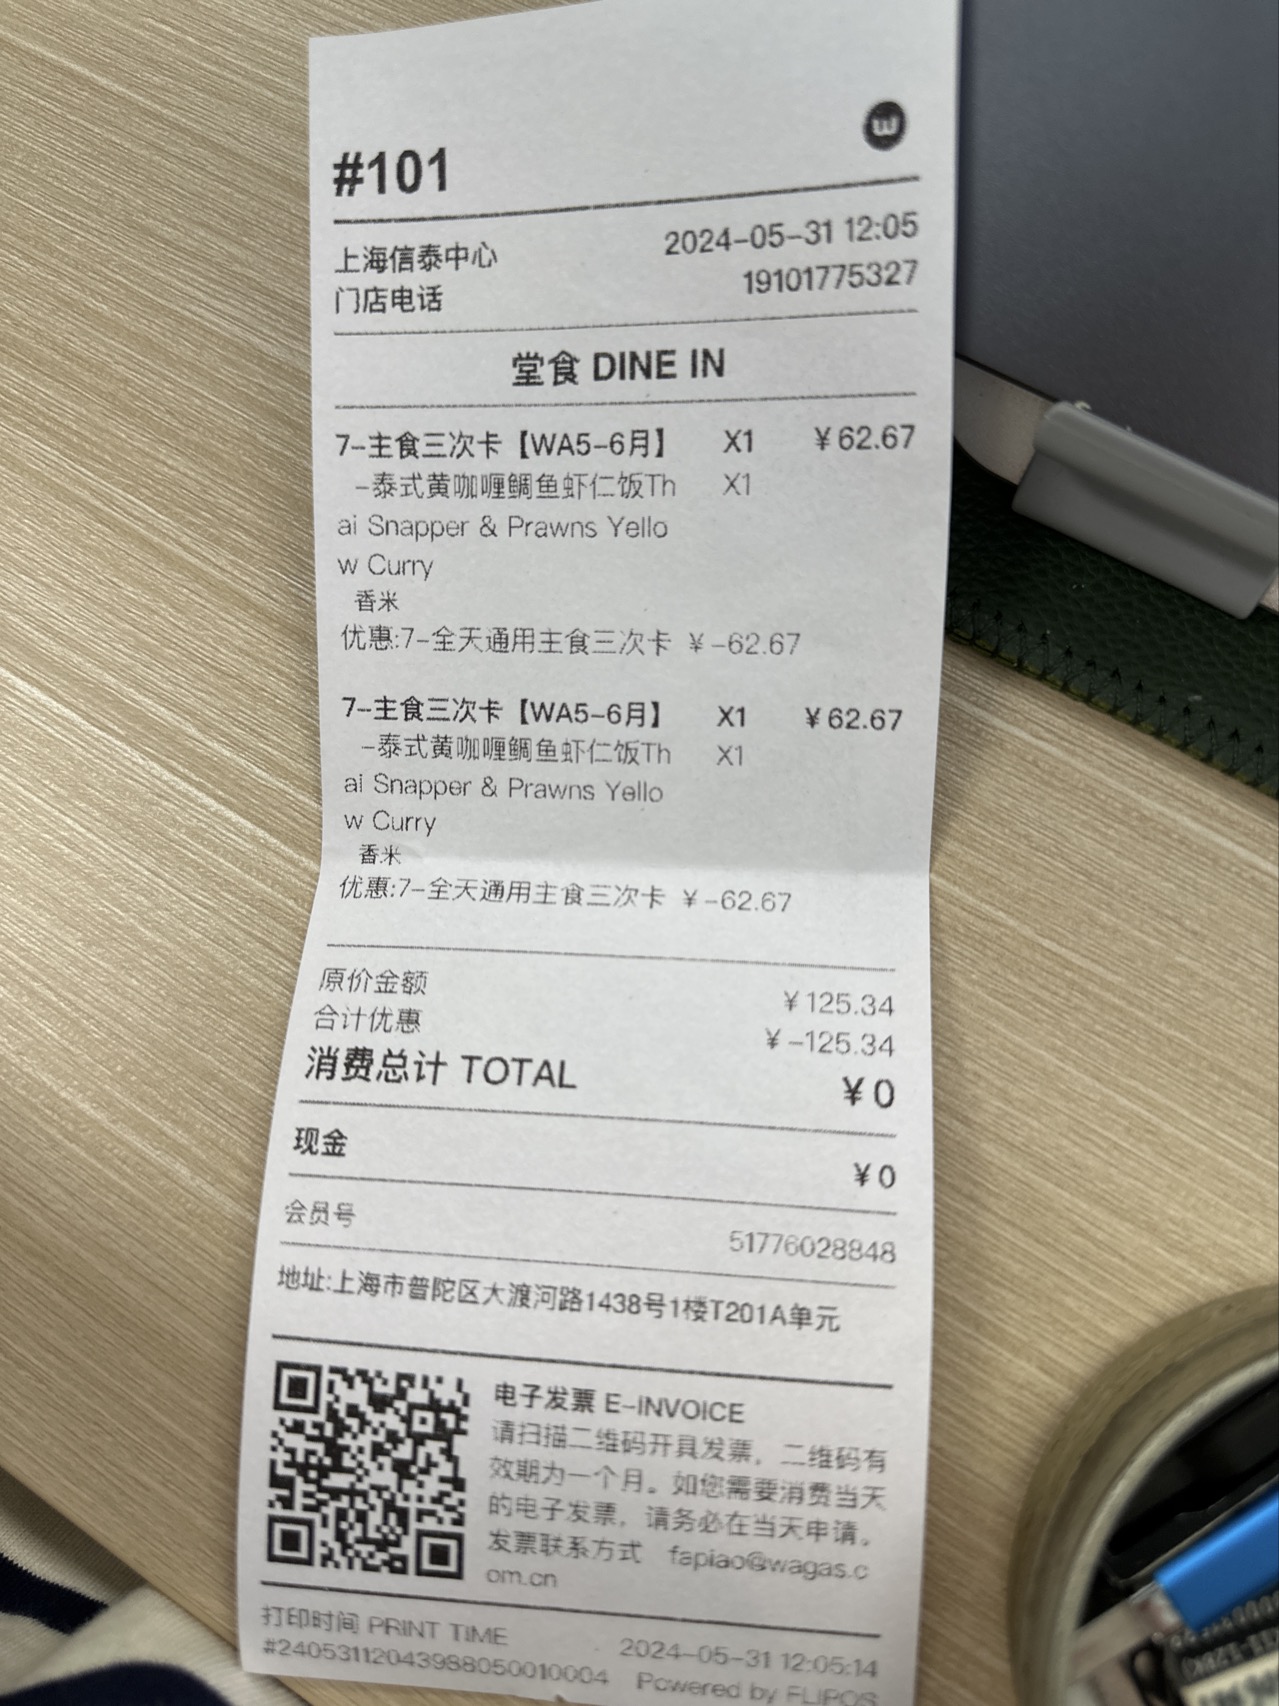 w
#101
上海信泰中心 2024-05-31 12:05
门店电话 19101775327
堂食 DINE IN
7-主食三次卡【WA5-6月】 X1 ￥62.67
-泰式黄咖喱鲷鱼虾仁饭Th X1
ai Snapper & Prawns Yello
w Curry
香米
优惠:7-全天通用主食三次卡 ￥-62.67
7-主食三次卡【WA5-6月】 X1 ￥62.67
-泰式黄咖喱鲷鱼虾仁饭Th X1
ai Snapper & Prawns Yello
w Curry
香米
优惠:7-全天通用主食三次卡 ￥-62.67
原价金额 ￥125.34
合计优惠 ￥-125.34
消费总计 TOTAL ￥0
现金 ￥0
会员号 51776028848
地址:上海市普陀区大渡河路1438号1楼T201A单元
电子发票 E-INVOICE
请扫描二维码开具发票，二维码有
效期为一个月。如您需要消费当天
的电子发票，请务必在当天申请。
发票联系方式 fapiao@wagas.c
om.cn
打印时间 PRINT TIME 2024-05-31 12:05:14
#240531120439880500100​04 Powered by FLIPOS